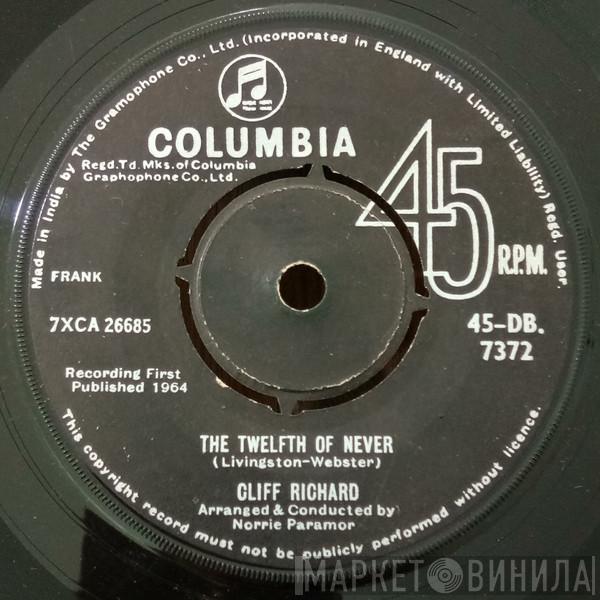 Made in India by The Gramophone Co., Ltd. (Incorporated in England with Limited Liability) Regd. User.
COLUMBIA
Regd.Td. Mks.of Columbia
Graphophone Co.,Ltd.
45
R.P.M.
FRANK
7XCA 26685
45-DB.
7372
Recording First
Published 1964
THE TWELFTH OF NEVER
(Livingston-Webster)
CLIFF RICHARD
Arranged & Conducted by
Norrie Paramor
This copyright record must not be publicly performed without licence.
МАРКЕТ ВИНИЛА